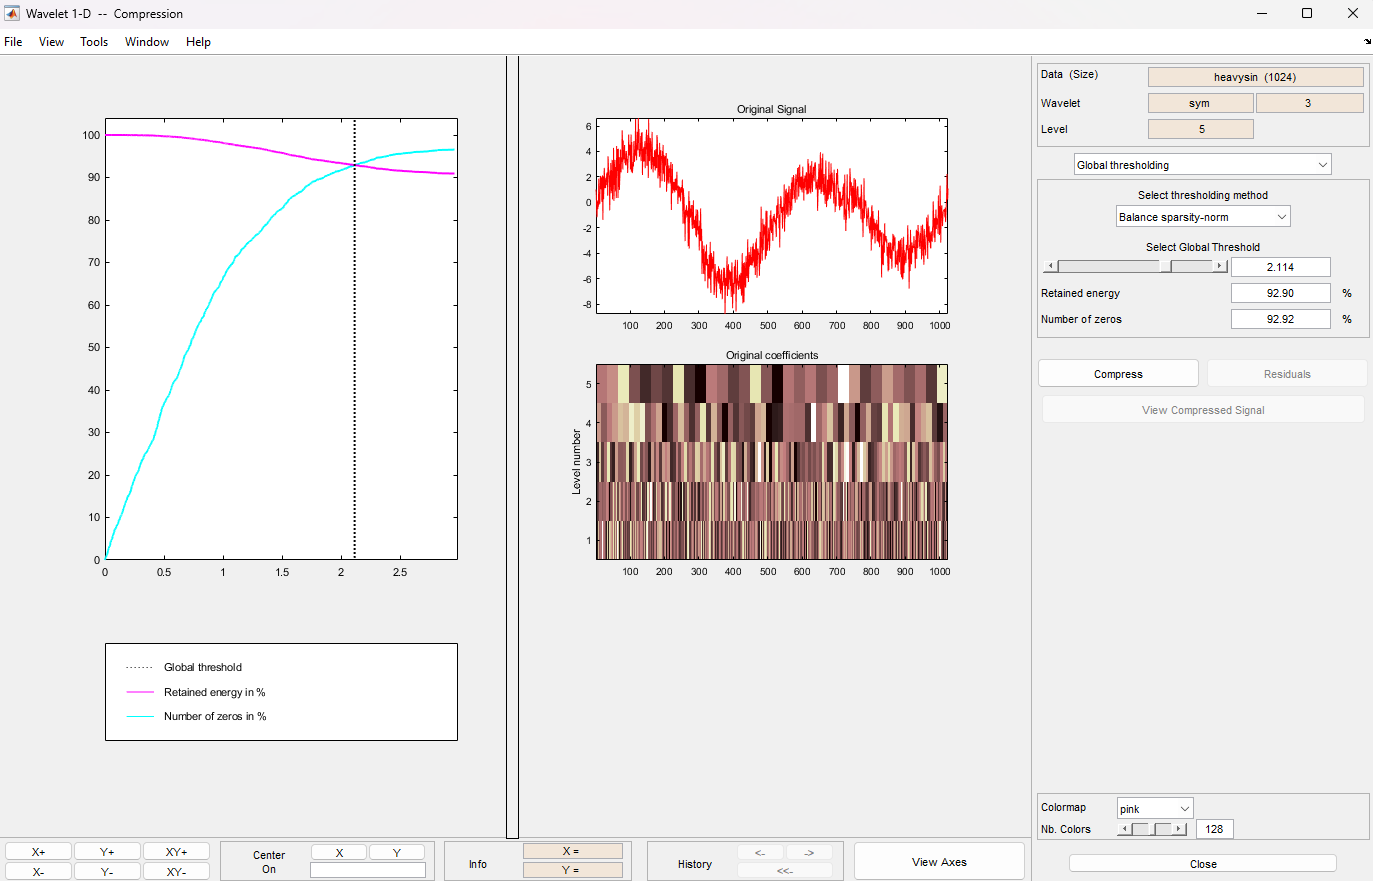 Wavelet 1-D -- Compression
File View Tools Window Help
100
90
80
70
60
50
40
30
20
10
0
0 0.5 1 1.5 2 2.5
Global threshold
Retained energy in %
Number of zeros in %
Original Signal
6
4
2
0
-2
-4
-6
-8
100 200 300 400 500 600 700 800 900 1000
Original coefficients
Level number
5
4
3
2
1
100 200 300 400 500 600 700 800 900 1000
Data (Size) heavysin (1024)
Wavelet sym 3
Level 5
Global thresholding
Select thresholding method
Balance sparsity-norm
Select Global Threshold
2.114
Retained energy 92.90 %
Number of zeros 92.92 %
Compress Residuals
View Compressed Signal
Colormap pink
Nb. Colors 128
X+ Y+ XY+
X- Y- XY-
Center On X Y
Info X = Y =
History <- -> <<-
View Axes
Close